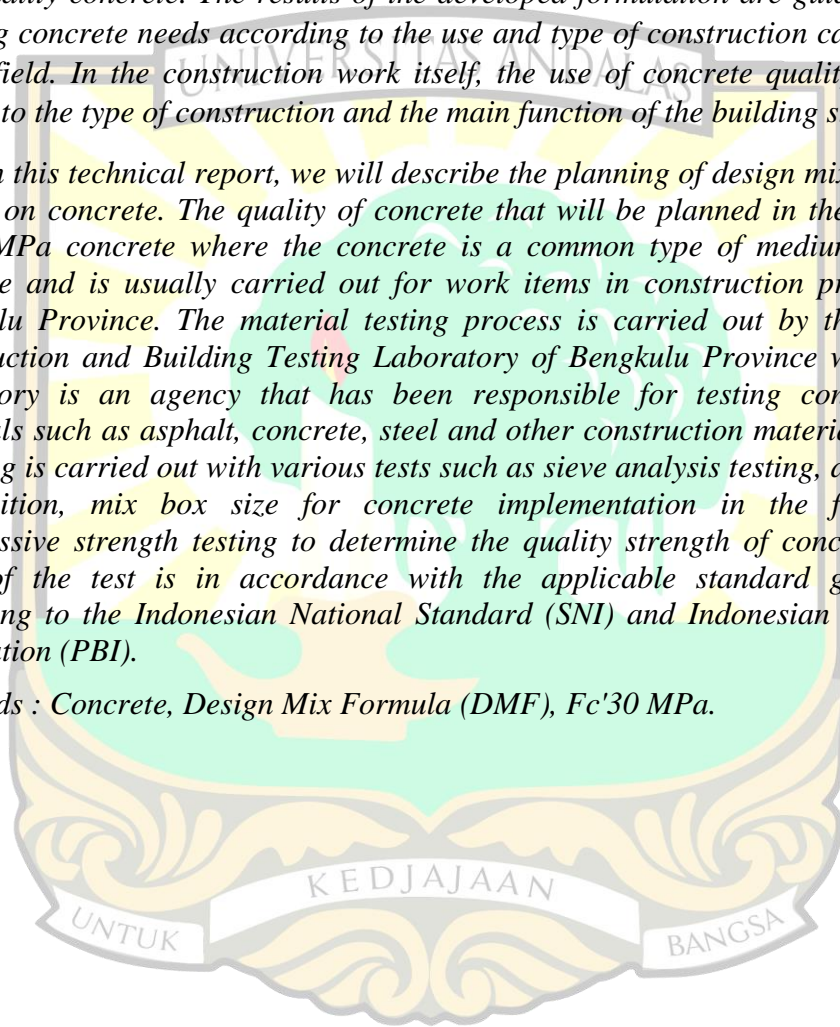 ality concrete. The results of the developed formulation are gui
g concrete needs according to the use and type of construction ca
field. In the construction work itself, the use of concrete qualit
to the type of construction and the main function of the building s
UNIVERSITAS ANDALAS
n this technical report, we will describe the planning of design mix
on concrete. The quality of concrete that will be planned in the
MPa concrete where the concrete is a common type of medium
e and is usually carried out for work items in construction pr
lu Province. The material testing process is carried out by th
uction and Building Testing Laboratory of Bengkulu Province w
ory is an agency that has been responsible for testing con
ls such as asphalt, concrete, steel and other construction materia
g is carried out with various tests such as sieve analysis testing, a
ition, mix box size for concrete implementation in the f
essive strength testing to determine the quality strength of conc
of the test is in accordance with the applicable standard g
ing to the Indonesian National Standard (SNI) and Indonesian
ation (PBI).
ds : Concrete, Design Mix Formula (DMF), Fc'30 MPa.
UNTUK KEDJAJAAN BANGSA